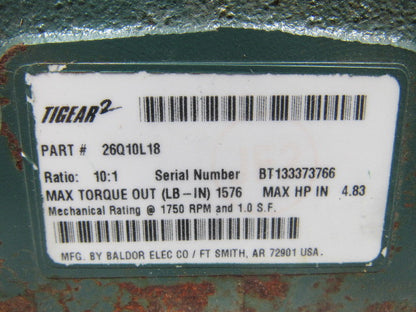 TIGEAR2
PART # 26Q10L18
Ratio: 10:1 Serial Number BT133373766
MAX TORQUE OUT (LB-IN) 1576 MAX HP IN 4.83
Mechanical Rating @ 1750 RPM and 1.0 S.F.
MFG. BY BALDOR ELEC CO / FT SMITH, AR 72901 USA.